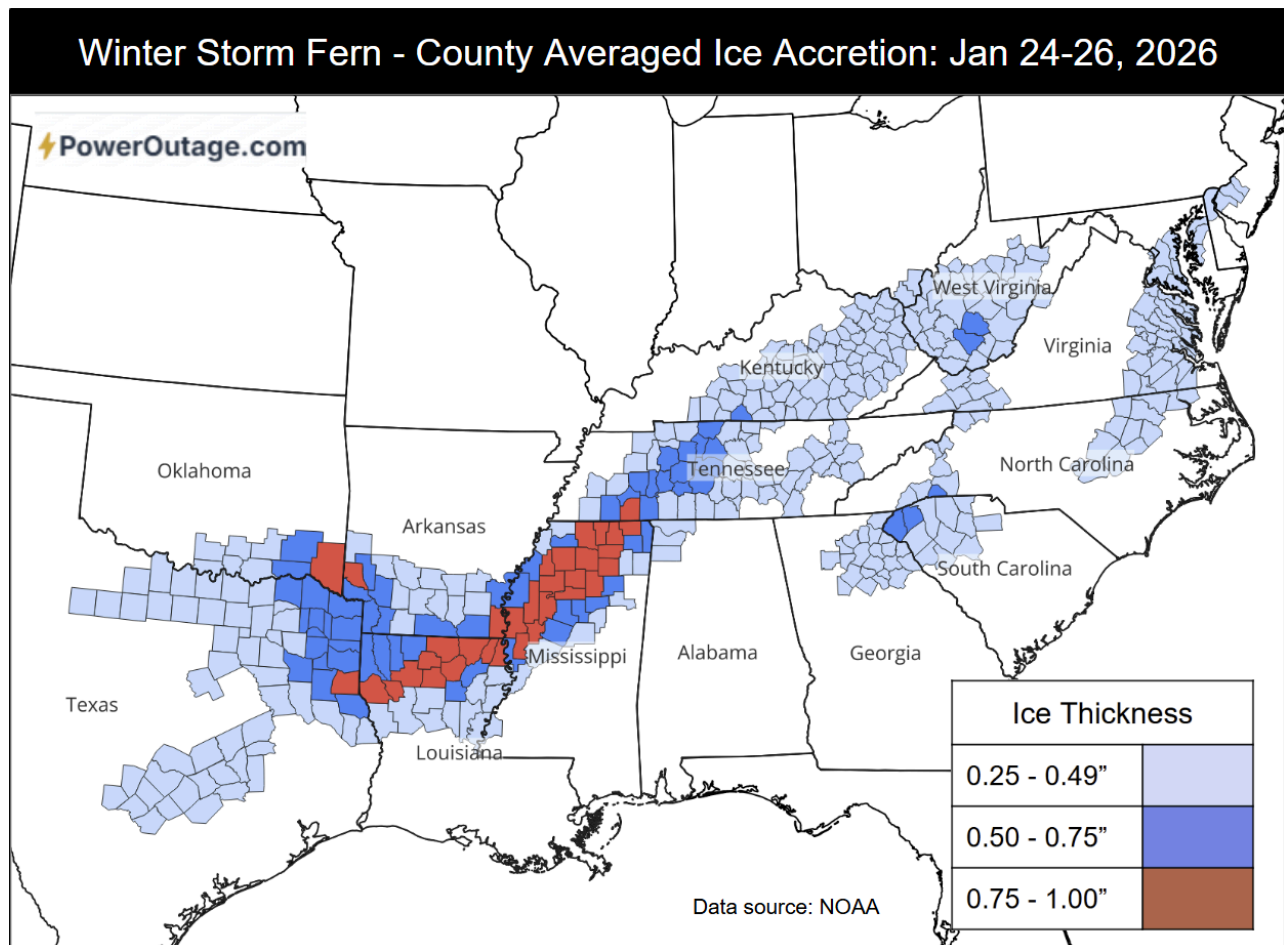 Winter Storm Fern - County Averaged Ice Accretion: Jan 24-26, 2026
PowerOutage.com
West Virginia
Virginia
Kentucky
Oklahoma
Tennessee
North Carolina
Arkansas
South Carolina
Mississippi
Alabama
Georgia
Texas
Louisiana
Ice Thickness
0.25 - 0.49”
0.50 - 0.75”
0.75 - 1.00”
Data source: NOAA